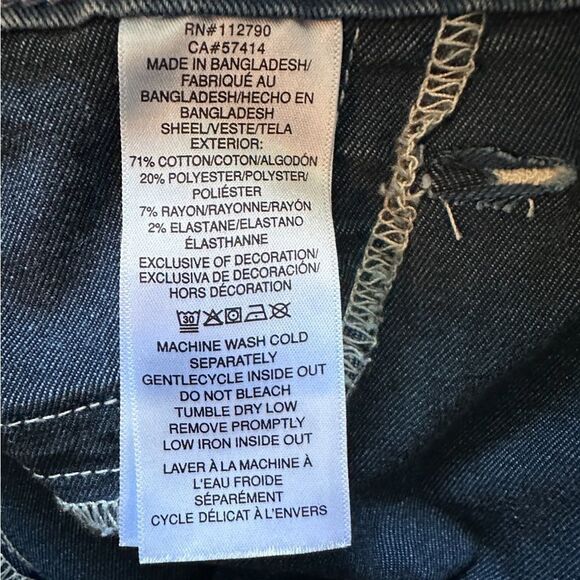 RN#112790
CA#57414
MADE IN BANGLADESH/
FABRIQUÉ AU
BANGLADESH/HECHO EN
BANGLADESH
SHEEL/VESTE/TELA
EXTERIOR:
71% COTTON/COTON/ALGODÓN
20% POLYESTER/POLYSTER/
POLIÉSTER
7% RAYON/RAYONNE/RAYÓN
2% ELASTANE/ELASTANO
ÉLASTHANNE
EXCLUSIVE OF DECORATION/
EXCLUSIVA DE DECORACIÓN/
HORS DÉCORATION
30
MACHINE WASH COLD
SEPARATELY
GENTLECYCLE INSIDE OUT
DO NOT BLEACH
TUMBLE DRY LOW
REMOVE PROMPTLY
LOW IRON INSIDE OUT
LAVER À LA MACHINE À
L'EAU FROIDE
SÉPARÉMENT
CYCLE DÉLICAT À L'ENVERS